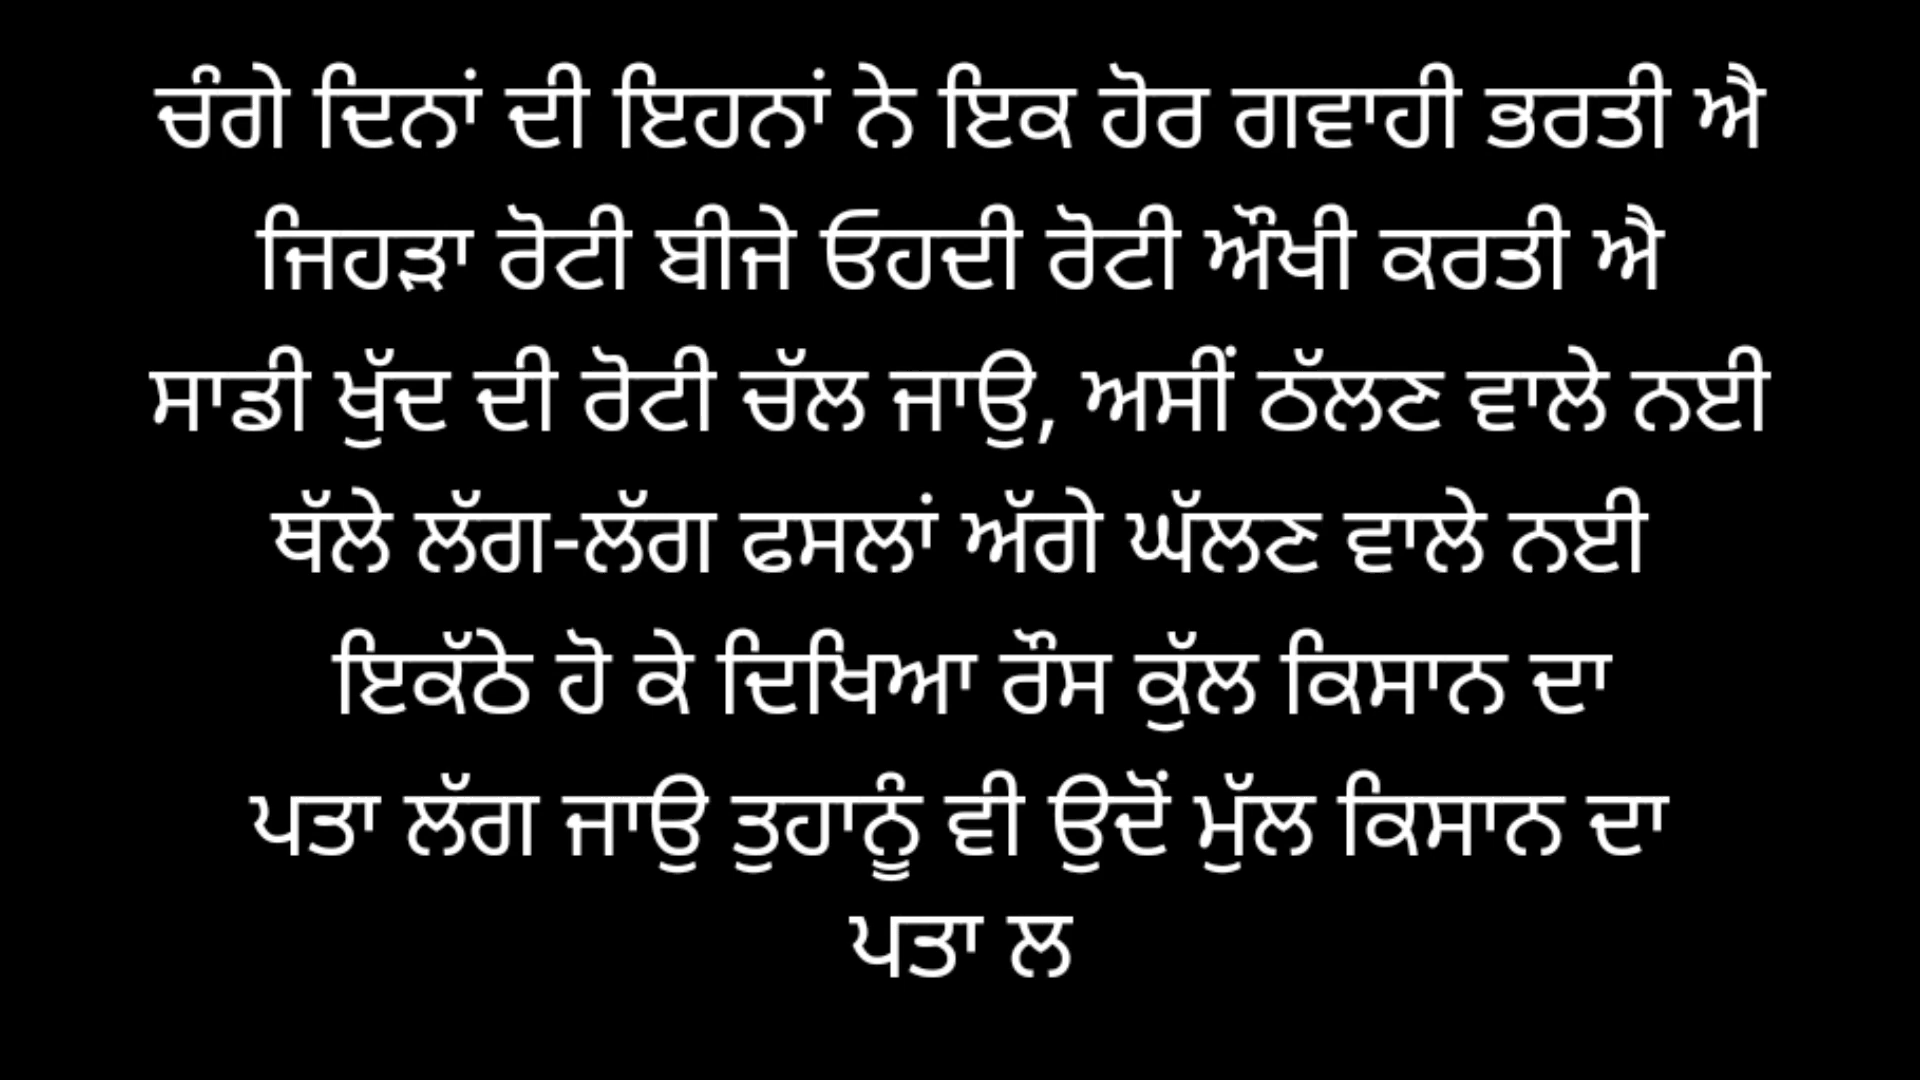 ਚੰਗੇ ਦਿਨਾਂ ਦੀ ਇਹਨਾਂ ਨੇ ਇਕ ਹੋਰ ਗਵਾਹੀ ਭਰਤੀ ਐ
ਜਿਹੜਾ ਰੋਟੀ ਬੀਜੇ ਓਹਦੀ ਰੋਟੀ ਔਖੀ ਕਰਤੀ ਐ
ਸਾਡੀ ਖੁੱਦ ਦੀ ਰੋਟੀ ਚੱਲ ਜਾਉ, ਅਸੀਂ ਠੱਲਣ ਵਾਲੇ ਨਈ
ਥੱਲੇ ਲੱਗ-ਲੱਗ ਫਸਲਾਂ ਅੱਗੇ ਘੱਲਣ ਵਾਲੇ ਨਈ
ਇਕੱਠੇ ਹੋ ਕੇ ਦਿਖਿਆ ਰੌਸ ਕੁੱਲ ਕਿਸਾਨ ਦਾ
ਪਤਾ ਲੱਗ ਜਾਉ ਤੁਹਾਨੂੰ ਵੀ ਉਦੋਂ ਮੁੱਲ ਕਿਸਾਨ ਦਾ
ਪਤਾ ਲ